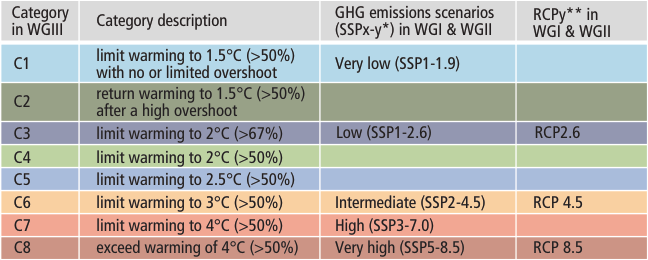 Category in WGIII | Category description | GHG emissions scenarios (SSPx-y*) in WGI & WGII | RCPy** in WGI & WGII
C1 | limit warming to 1.5°C (>50%) with no or limited overshoot | Very low (SSP1-1.9)
C2 | return warming to 1.5°C (>50%) after a high overshoot
C3 | limit warming to 2°C (>67%) | Low (SSP1-2.6) | RCP2.6
C4 | limit warming to 2°C (>50%)
C5 | limit warming to 2.5°C (>50%)
C6 | limit warming to 3°C (>50%) | Intermediate (SSP2-4.5) | RCP 4.5
C7 | limit warming to 4°C (>50%) | High (SSP3-7.0)
C8 | exceed warming of 4°C (>50%) | Very high (SSP5-8.5) | RCP 8.5